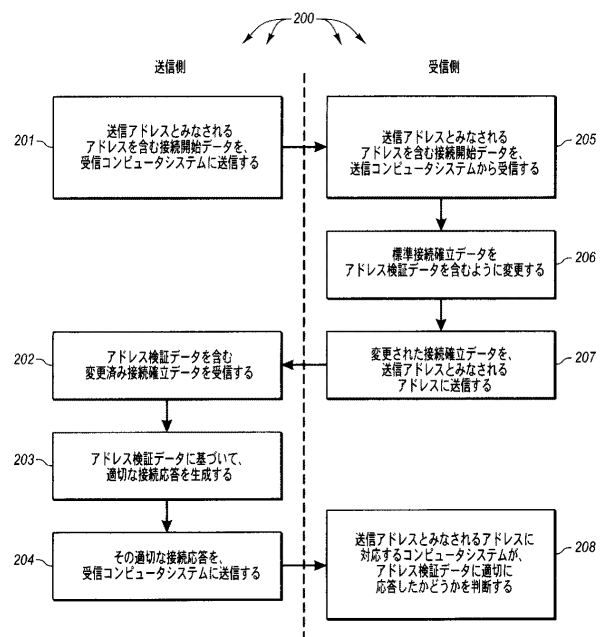 200
送信側
受信側
201
送信アドレスとみなされる
アドレスを含む接続開始データを、
受信コンピュータシステムに送信する
送信アドレスとみなされる
アドレスを含む接続開始データを、
送信コンピュータシステムから受信する
205
標準接続確立データを
アドレス検証データを含むように変更する
206
202
アドレス検証データを含む
変更済み接続確立データを受信する
変更された接続確立データを、
送信アドレスとみなされる
アドレスに送信する
207
203
アドレス検証データに基づいて、
適切な接続応答を生成する
204
その適切な接続応答を、
受信コンピュータシステムに送信する
送信アドレスとみなされるアドレスに
対応するコンピュータシステムが、
アドレス検証データに適切に
応答したかどうかを判断する
208